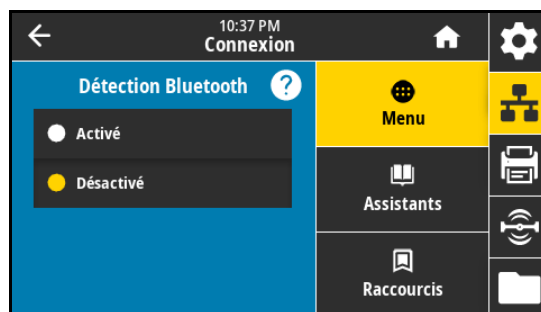 10:37 PM
Connexion
Détection Bluetooth ?
Activé
Désactivé
Menu
Assistants
Raccourcis